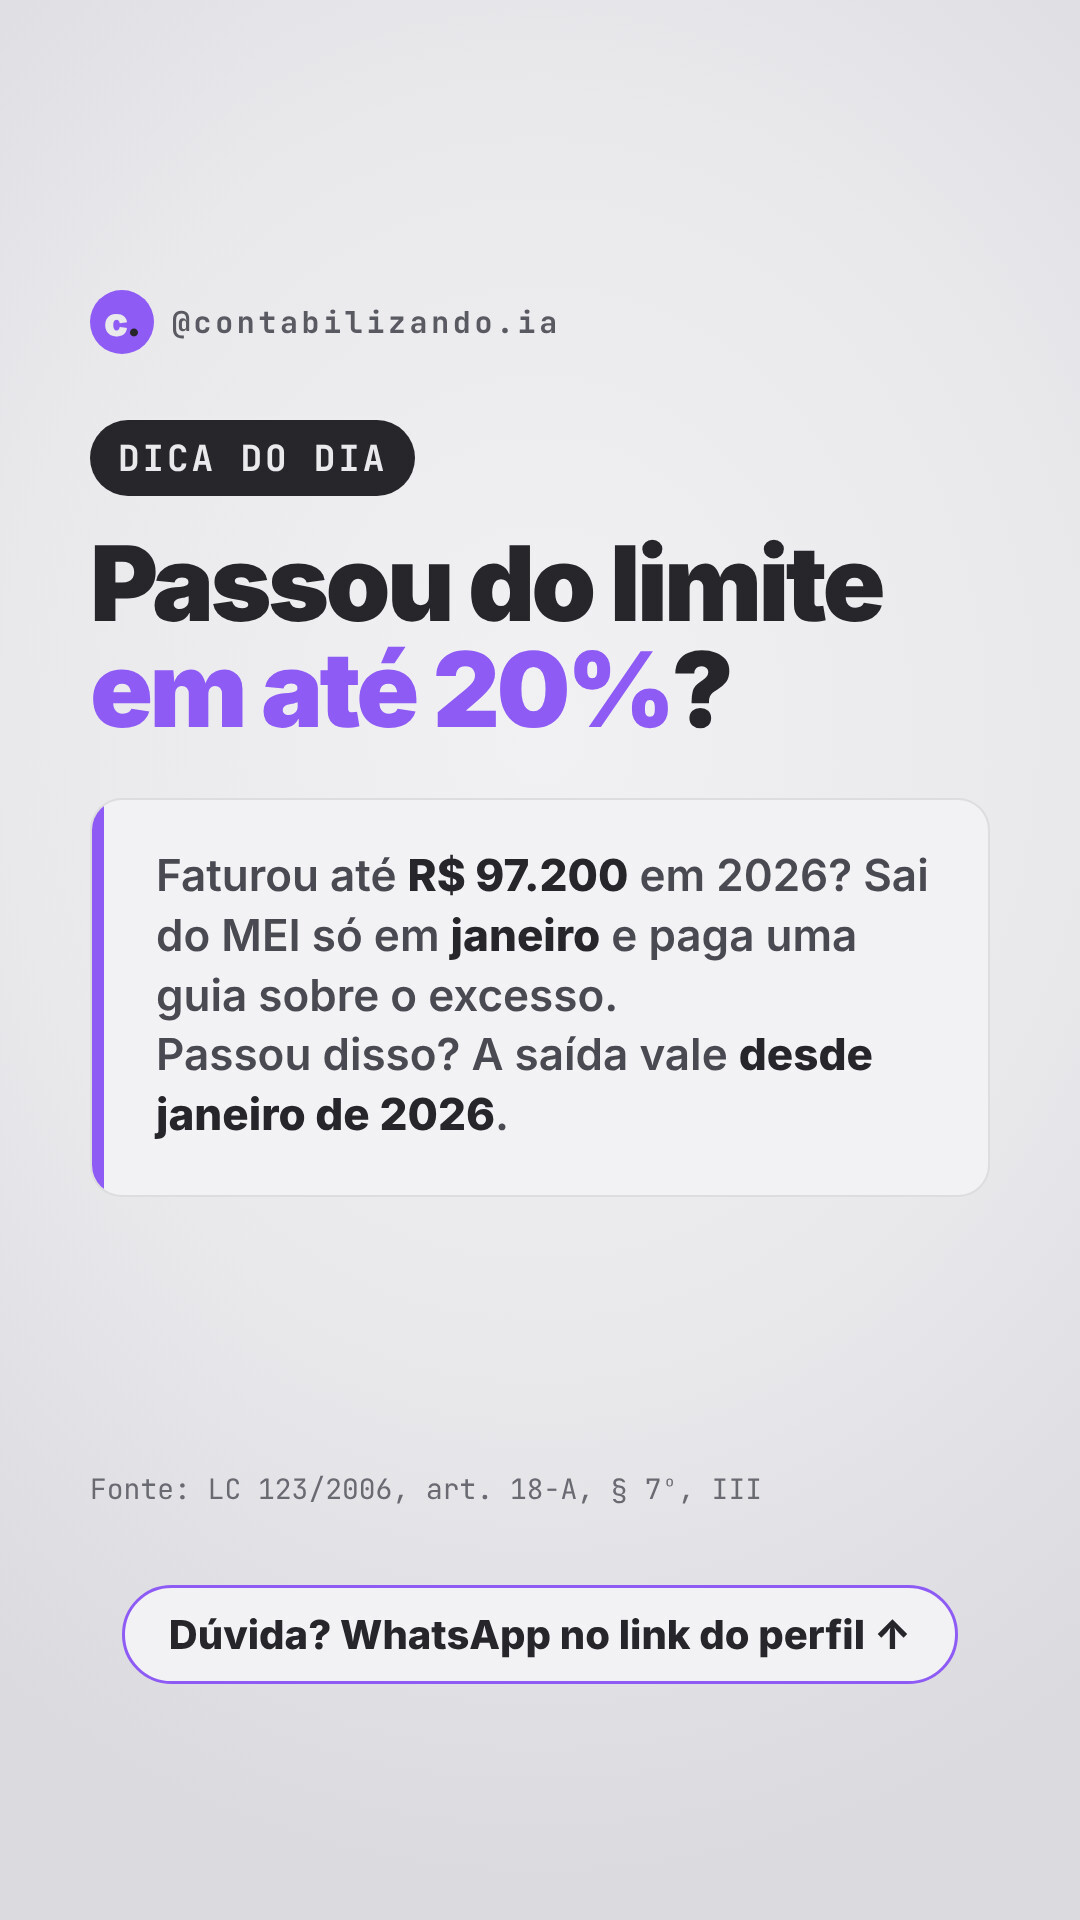 c. @contabilizando.ia
DICA DO DIA
Passou do limite
em até 20%?
Faturou até R$ 97.200 em 2026? Sai
do MEI só em janeiro e paga uma
guia sobre o excesso.
Passou disso? A saída vale desde
janeiro de 2026.
Fonte: LC 123/2006, art. 18-A, § 7º, III
Dúvida? WhatsApp no link do perfil ↑